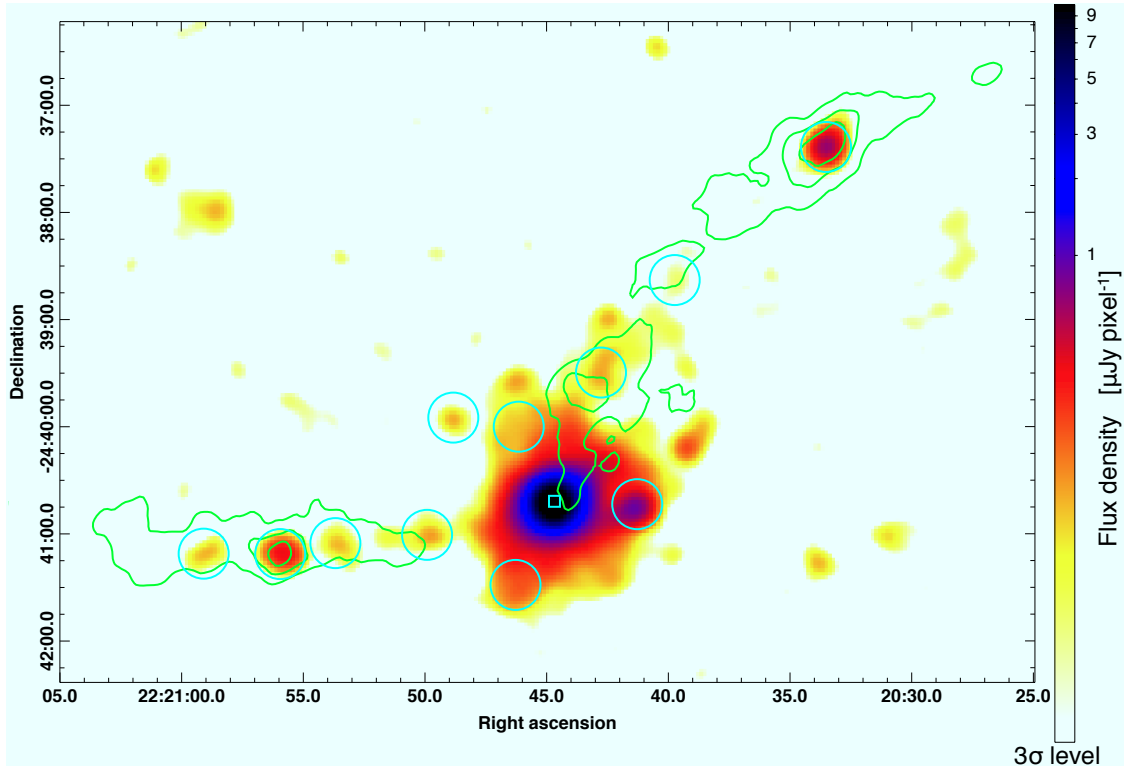 9
7
5
3
1
Flux density [μJy pixel-1]
3σ level
37:00.0
38:00.0
39:00.0
-24:40:00.0
41:00.0
42:00.0
Declination
05.0 22:21:00.0 55.0 50.0 45.0 40.0 35.0 20:30.0 25.0
Right ascension